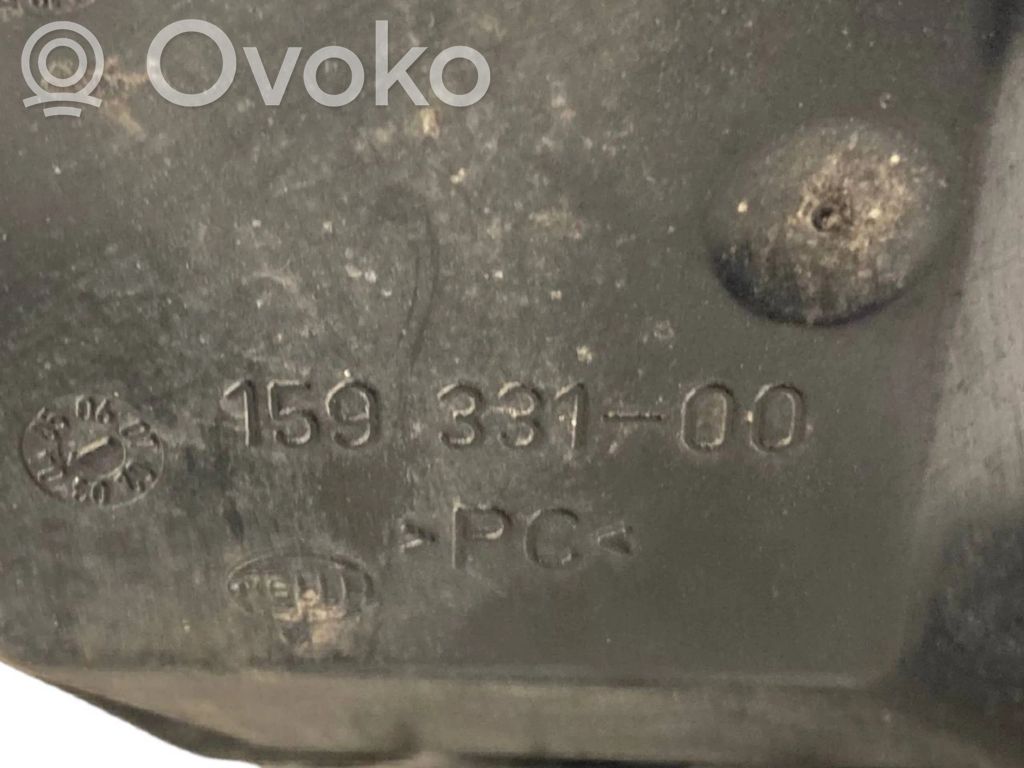 Ovoko
159 331-00
>PC<
HELLA